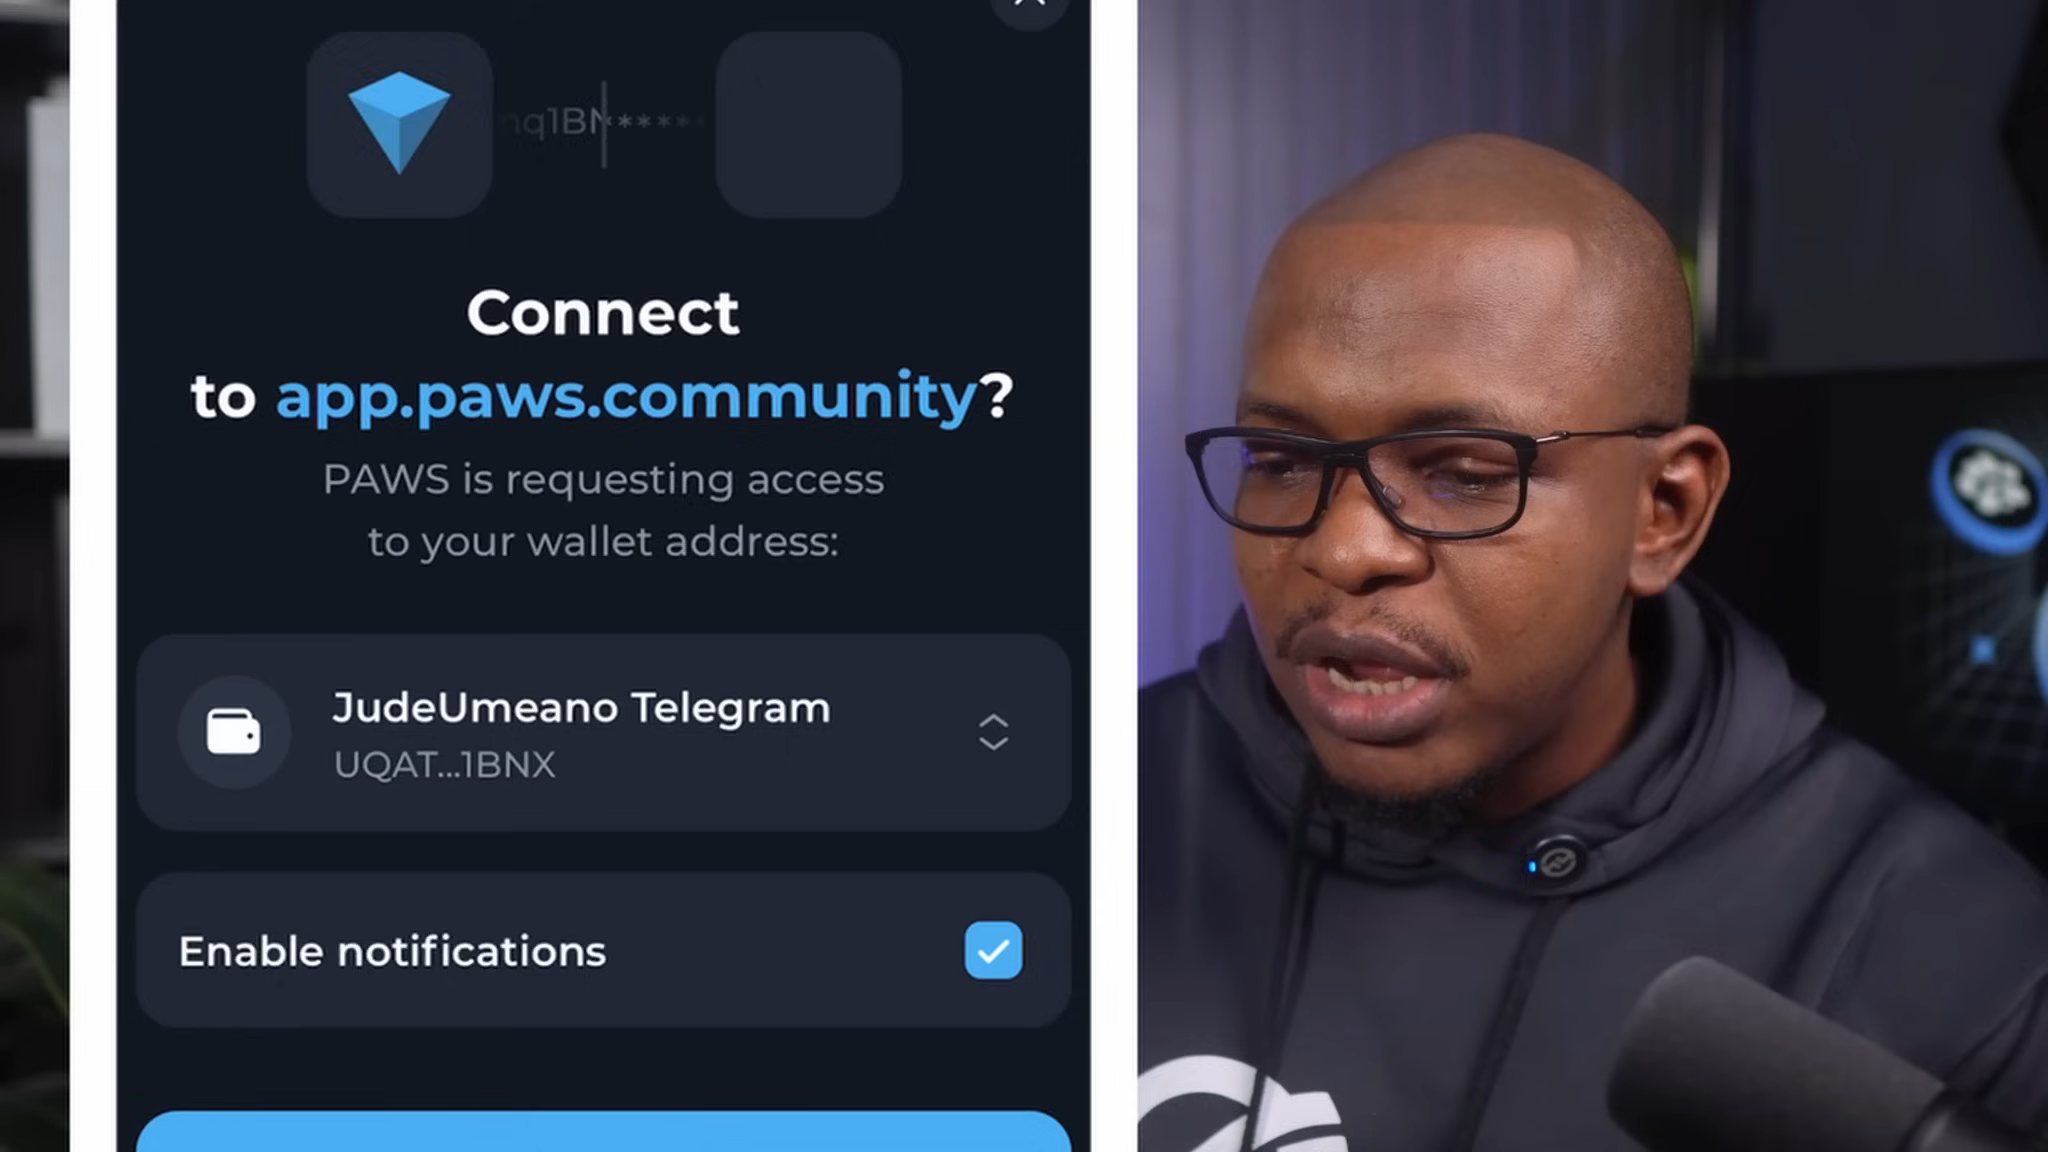 nq1BN*****
Connect
to app.paws.community?
PAWS is requesting access
to your wallet address:
JudeUmeano Telegram
UQAT...1BNX
Enable notifications